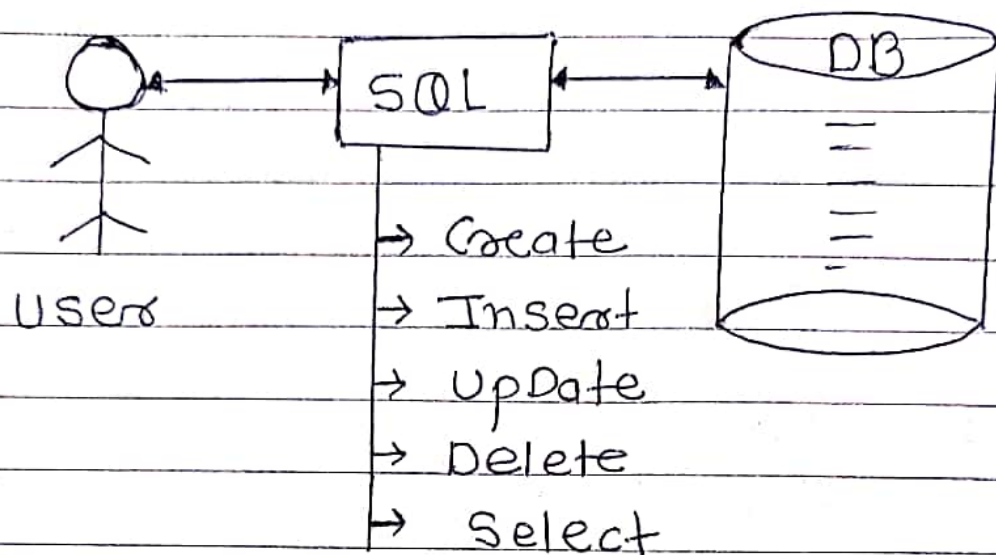 SQL
DB
User
→ Create
→ Insert
→ UpDate
→ Delete
→ Select